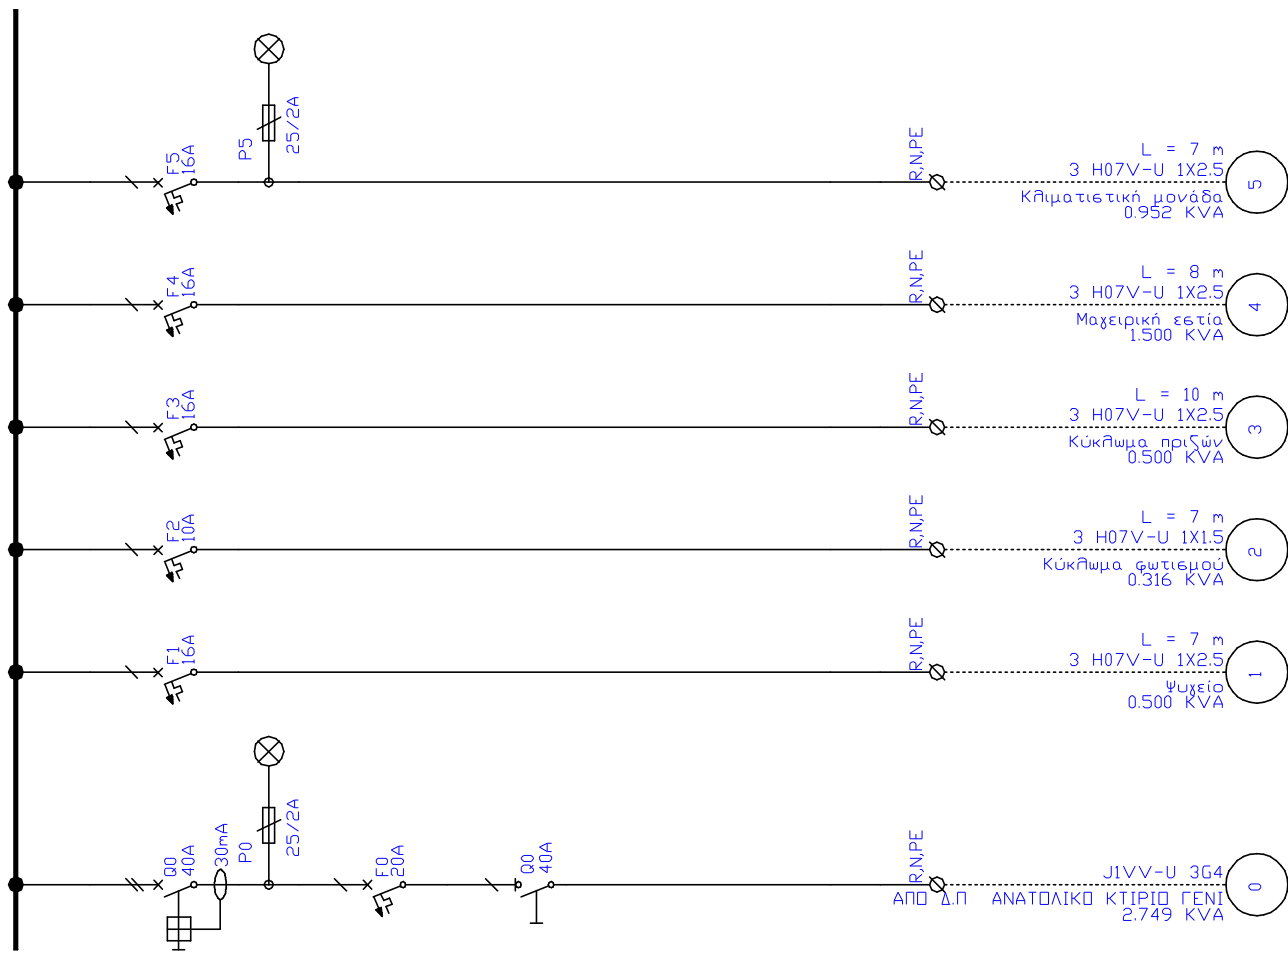 P5
25/2A
F5
16A
R,N,PE
L = 7 m
3 H07V-U 1X2.5
Κλιματιστική μονάδα
0.952 KVA
5
F4
16A
R,N,PE
L = 8 m
3 H07V-U 1X2.5
Μαγειρική εστία
1.500 KVA
4
F3
16A
R,N,PE
L = 10 m
3 H07V-U 1X2.5
Κύκλωμα πριζών
0.500 KVA
3
F2
10A
R,N,PE
L = 7 m
3 H07V-U 1X1.5
Κύκλωμα φωτισμού
0.316 KVA
2
F1
16A
R,N,PE
L = 7 m
3 H07V-U 1X2.5
Ψυγείο
0.500 KVA
1
Q0
40A
30mA
P0
25/2A
F0
20A
Q0
40A
R,N,PE
J1VV-U 3G4
ΑΠΟ Δ.Π ΑΝΑΤΟΛΙΚΟ ΚΤΙΡΙΟ ΓΕΝΙ
2.749 KVA
0